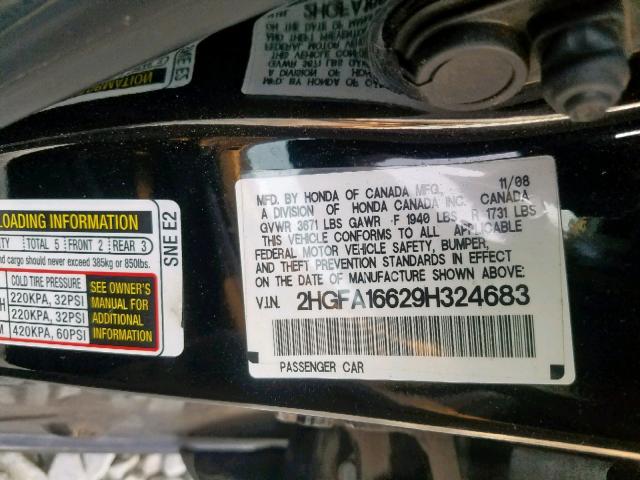 LOADING INFORMATION
TOTAL 5 FRONT 2 REAR 3
and cargo should never exceed 385kg or 850lbs.
COLD TIRE PRESSURE
220KPA, 32PSI
220KPA, 32PSI
420KPA, 60PSI
SEE OWNER'S
MANUAL FOR
ADDITIONAL
INFORMATION
SNE E2
11/08
MFD. BY HONDA OF CANADA MFG.,
A DIVISION OF HONDA CANADA INC. CANADA
GVWR 3671 LBS GAWR F 1940 LBS R 1731 LBS
THIS VEHICLE CONFORMS TO ALL APPLICABLE
FEDERAL MOTOR VEHICLE SAFETY, BUMPER,
AND THEFT PREVENTION STANDARDS IN EFFECT
ON THE DATE OF MANUFACTURE SHOWN ABOVE:
V.I.N. 2HGFA16629H324683
PASSENGER CAR